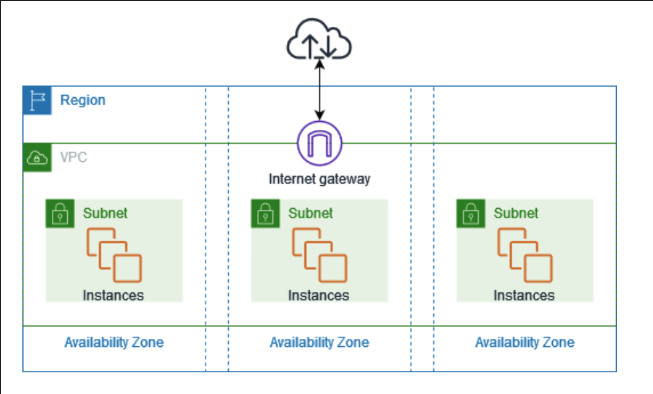 Region
VPC
Internet gateway
Subnet
Subnet
Subnet
Instances
Instances
Instances
Availability Zone
Availability Zone
Availability Zone